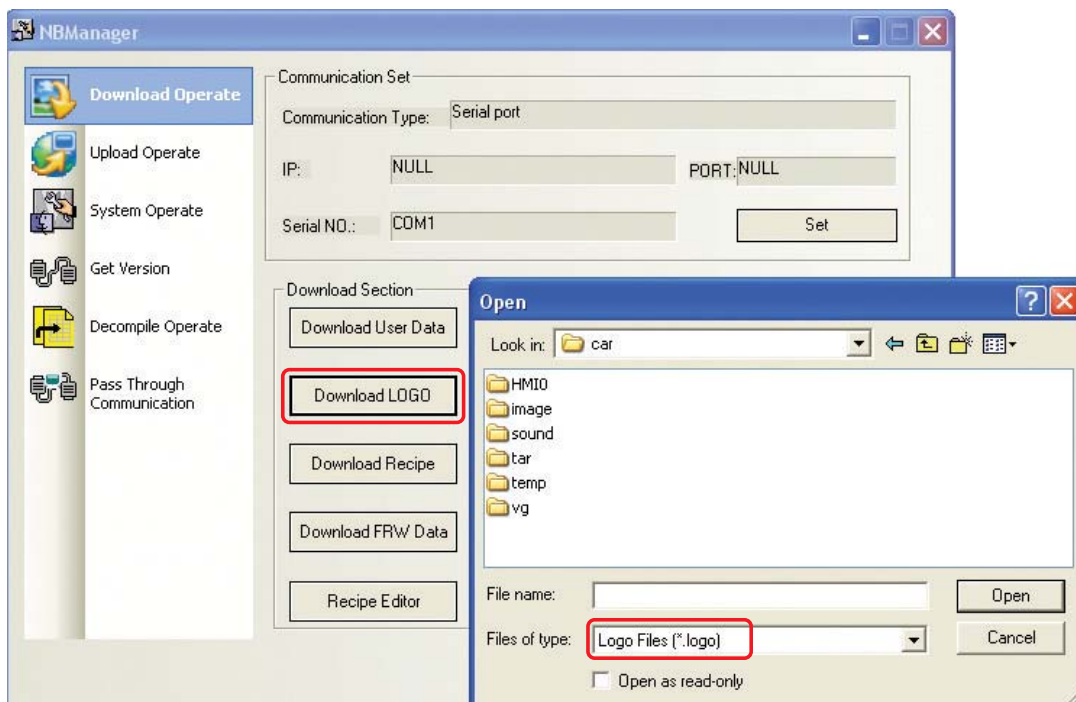 NBManager
Download Operate
Upload Operate
System Operate
Get Version
Decompile Operate
Pass Through
Communication
Communication Set
Communication Type: Serial port
IP: NULL PORT: NULL
Serial NO.: COM1 Set
Download Section
Download User Data
Download LOGO
Download Recipe
Download FRW Data
Recipe Editor
Open
Look in: car
HMI0
image
sound
tar
temp
vg
File name: Open
Files of type: Logo Files (*.logo) Cancel
Open as read-only